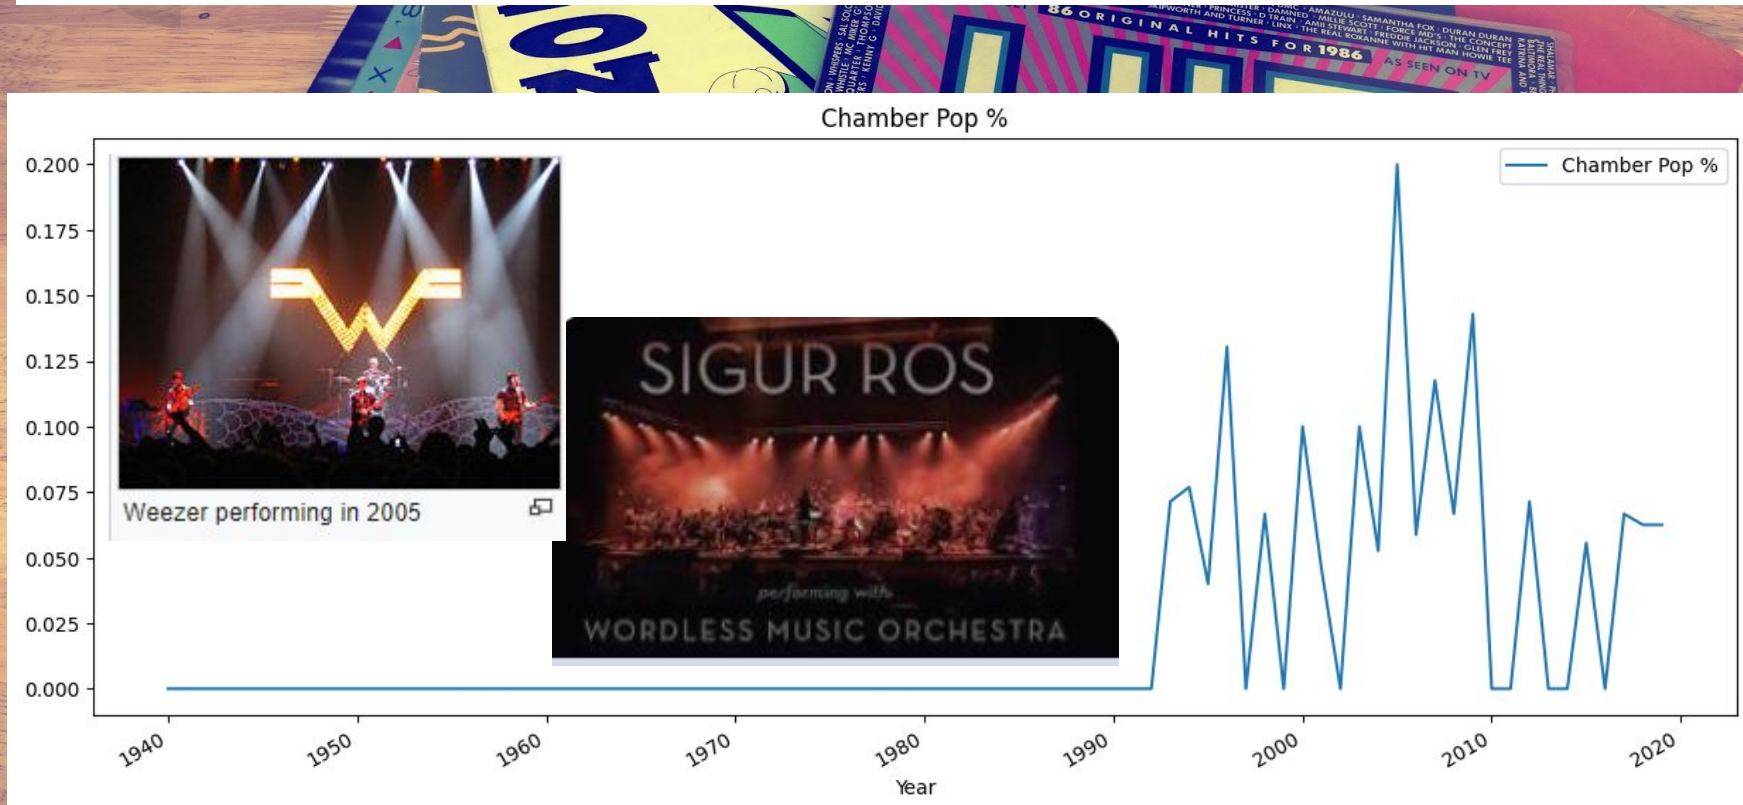 86 ORIGINAL HITS FOR 1986
AS SEEN ON TV
Chamber Pop %
Chamber Pop %
0.200
0.175
0.150
0.125
0.100
0.075
0.050
0.025
0.000
W
Weezer performing in 2005
SIGUR ROS
performing with
WORDLESS MUSIC ORCHESTRA
1940 1950 1960 1970 1980 1990 2000 2010 2020
Year